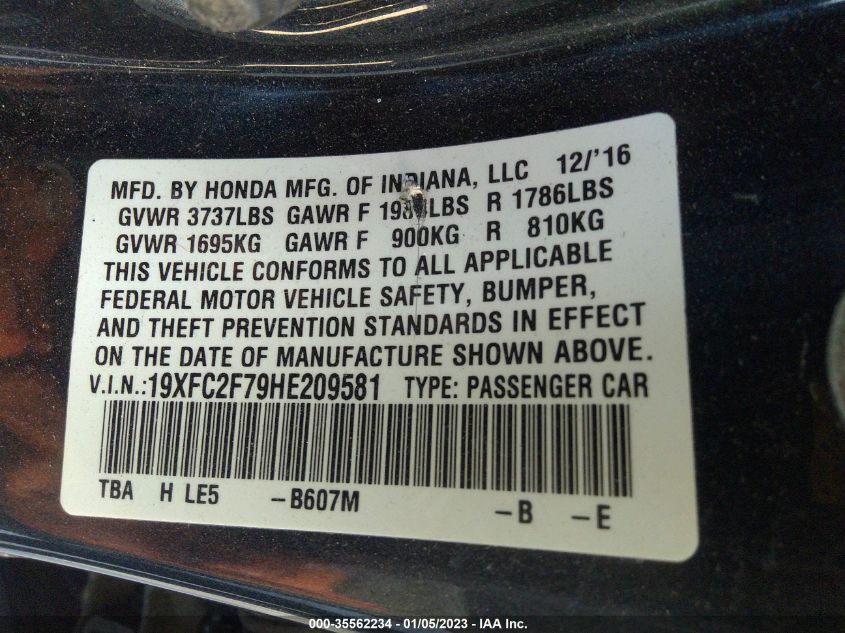 MFD. BY HONDA MFG. OF INDIANA, LLC 12/'16
GVWR 3737LBS GAWR F LBS R 1786LBS
GVWR 1695KG GAWR F 900KG R 810KG
THIS VEHICLE CONFORMS TO ALL APPLICABLE
FEDERAL MOTOR VEHICLE SAFETY, BUMPER,
AND THEFT PREVENTION STANDARDS IN EFFECT
ON THE DATE OF MANUFACTURE SHOWN ABOVE.
V.I.N.:19XFC2F79HE209581 TYPE: PASSENGER CAR
TBA H LE5 -B607M -B -E
000-35562234 - 01/05/2023 - IAA Inc.